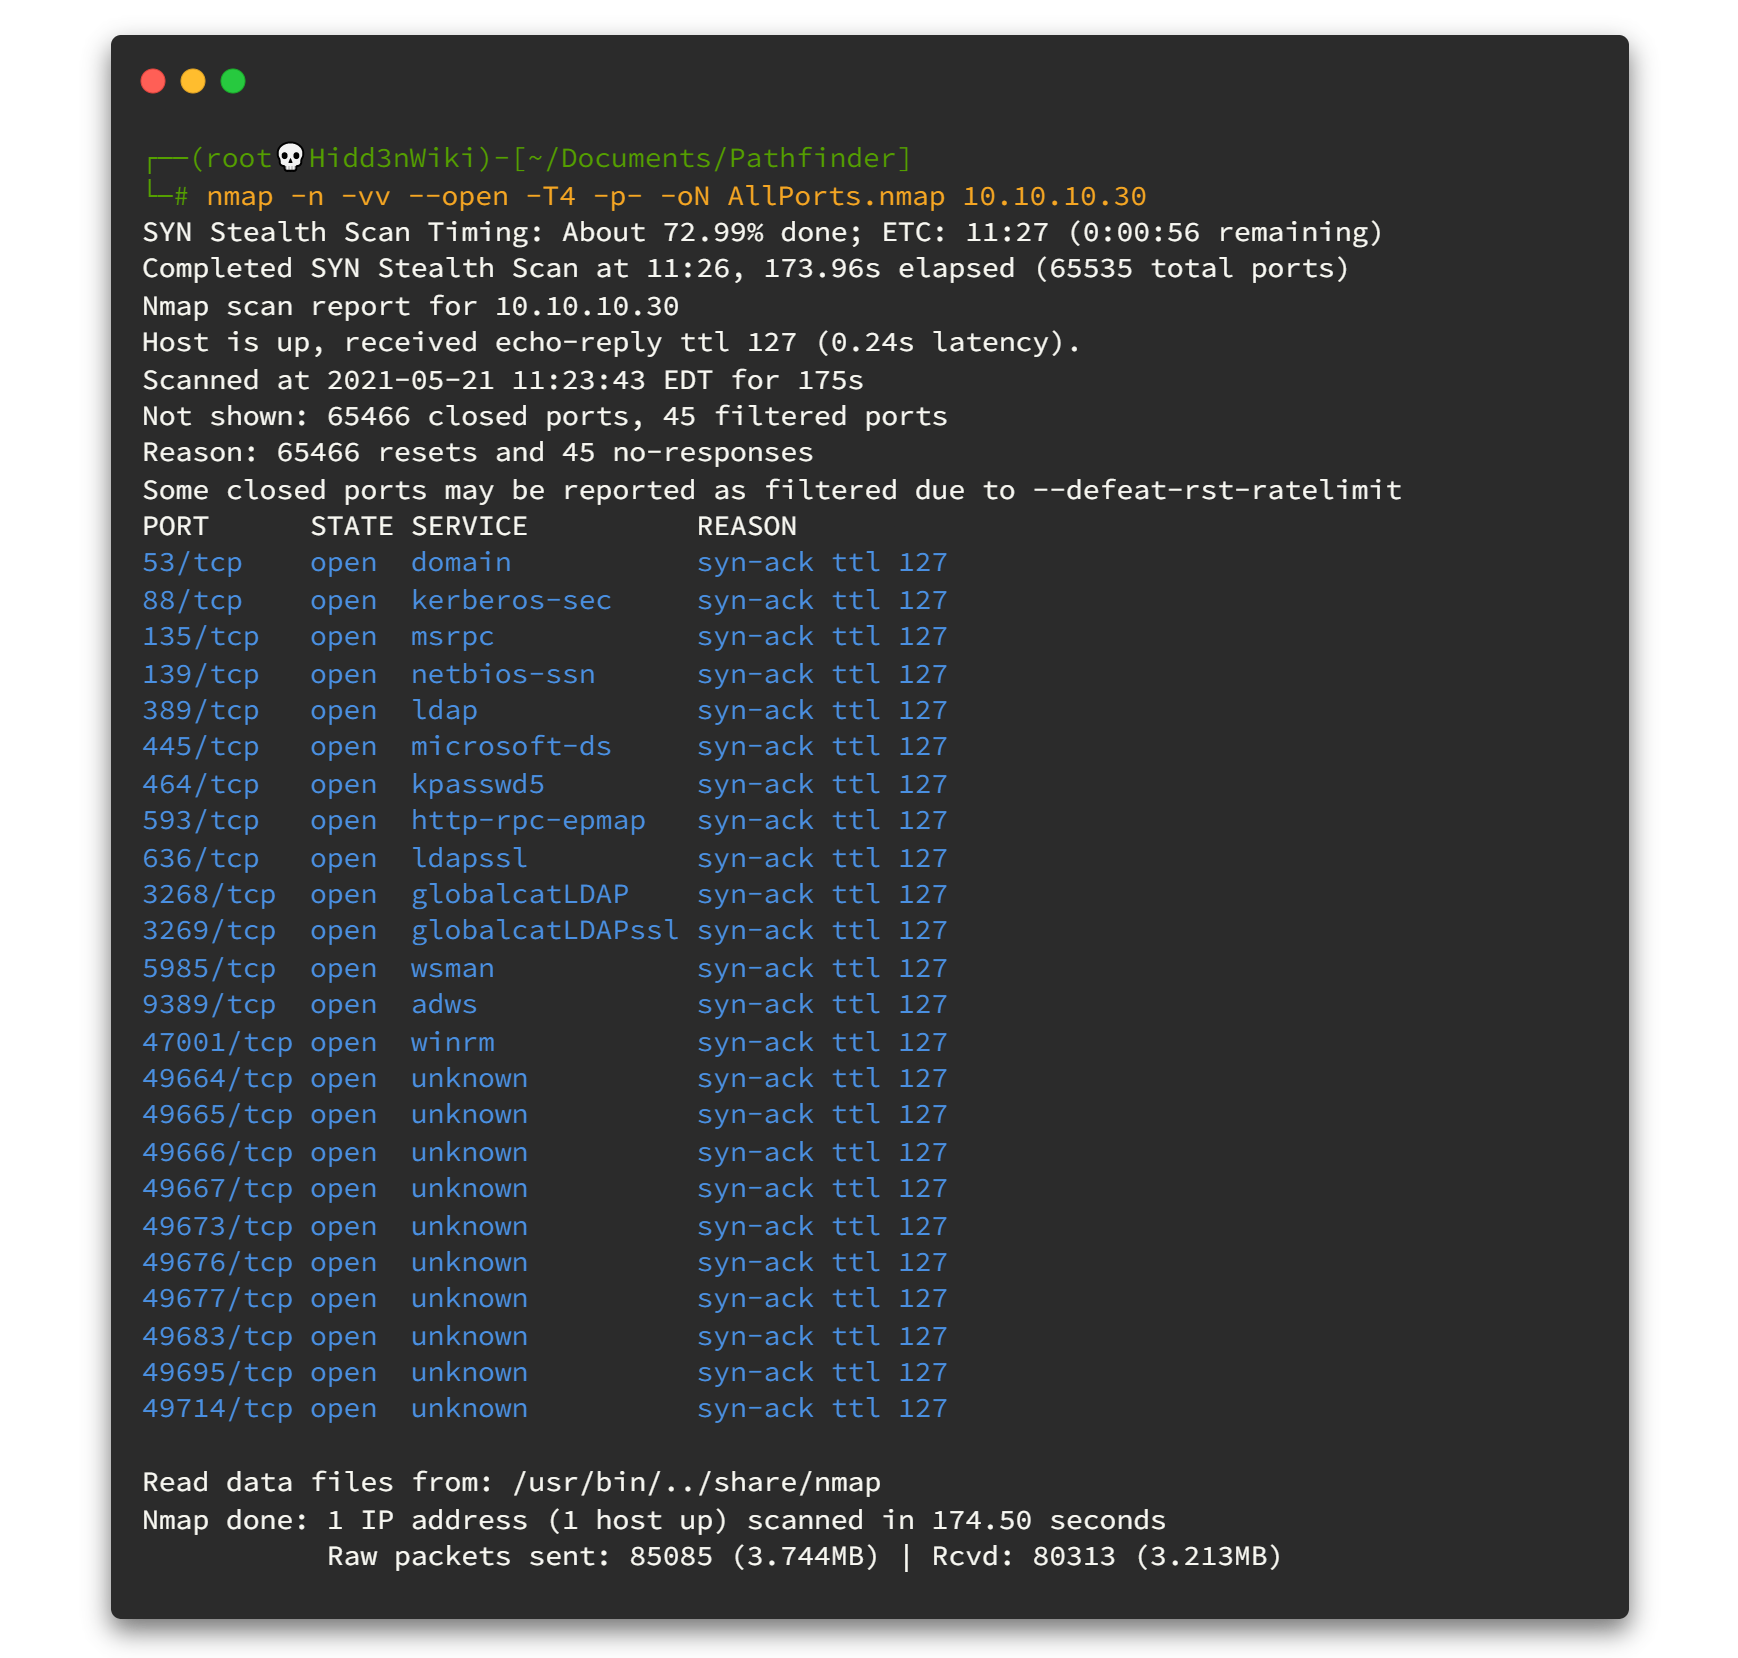 ┌──(root💀Hidd3nWiki)-[~/Documents/Pathfinder]
└─# nmap -n -vv --open -T4 -p- -oN AllPorts.nmap 10.10.10.30
SYN Stealth Scan Timing: About 72.99% done; ETC: 11:27 (0:00:56 remaining)
Completed SYN Stealth Scan at 11:26, 173.96s elapsed (65535 total ports)
Nmap scan report for 10.10.10.30
Host is up, received echo-reply ttl 127 (0.24s latency).
Scanned at 2021-05-21 11:23:43 EDT for 175s
Not shown: 65466 closed ports, 45 filtered ports
Reason: 65466 resets and 45 no-responses
Some closed ports may be reported as filtered due to --defeat-rst-ratelimit
PORT      STATE SERVICE          REASON
53/tcp    open  domain           syn-ack ttl 127
88/tcp    open  kerberos-sec     syn-ack ttl 127
135/tcp   open  msrpc            syn-ack ttl 127
139/tcp   open  netbios-ssn      syn-ack ttl 127
389/tcp   open  ldap             syn-ack ttl 127
445/tcp   open  microsoft-ds     syn-ack ttl 127
464/tcp   open  kpasswd5         syn-ack ttl 127
593/tcp   open  http-rpc-epmap   syn-ack ttl 127
636/tcp   open  ldapssl          syn-ack ttl 127
3268/tcp  open  globalcatLDAP    syn-ack ttl 127
3269/tcp  open  globalcatLDAPssl syn-ack ttl 127
5985/tcp  open  wsman            syn-ack ttl 127
9389/tcp  open  adws             syn-ack ttl 127
47001/tcp open  winrm            syn-ack ttl 127
49664/tcp open  unknown          syn-ack ttl 127
49665/tcp open  unknown          syn-ack ttl 127
49666/tcp open  unknown          syn-ack ttl 127
49667/tcp open  unknown          syn-ack ttl 127
49673/tcp open  unknown          syn-ack ttl 127
49676/tcp open  unknown          syn-ack ttl 127
49677/tcp open  unknown          syn-ack ttl 127
49683/tcp open  unknown          syn-ack ttl 127
49695/tcp open  unknown          syn-ack ttl 127
49714/tcp open  unknown          syn-ack ttl 127

Read data files from: /usr/bin/../share/nmap
Nmap done: 1 IP address (1 host up) scanned in 174.50 seconds
           Raw packets sent: 85085 (3.744MB) | Rcvd: 80313 (3.213MB)